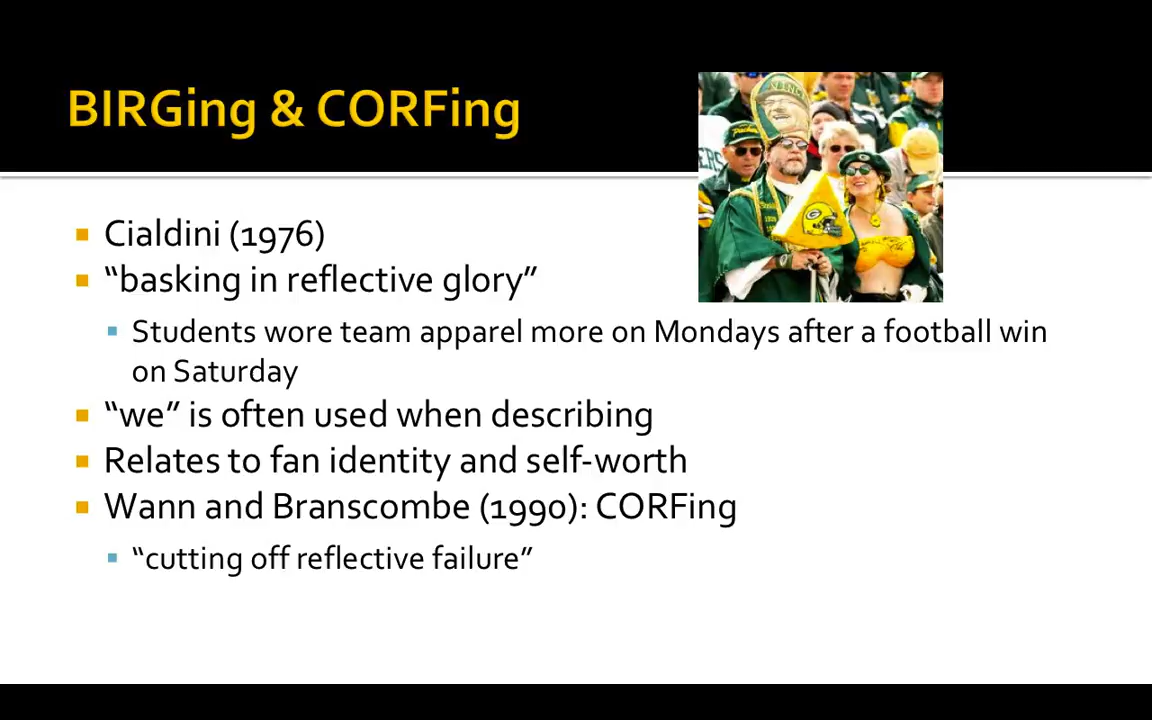 BIRGing & CORFing
Cialdini (1976)
“basking in reflective glory”
Students wore team apparel more on Mondays after a football win
on Saturday
“we” is often used when describing
Relates to fan identity and self-worth
Wann and Branscombe (1990): CORFing
“cutting off reflective failure”